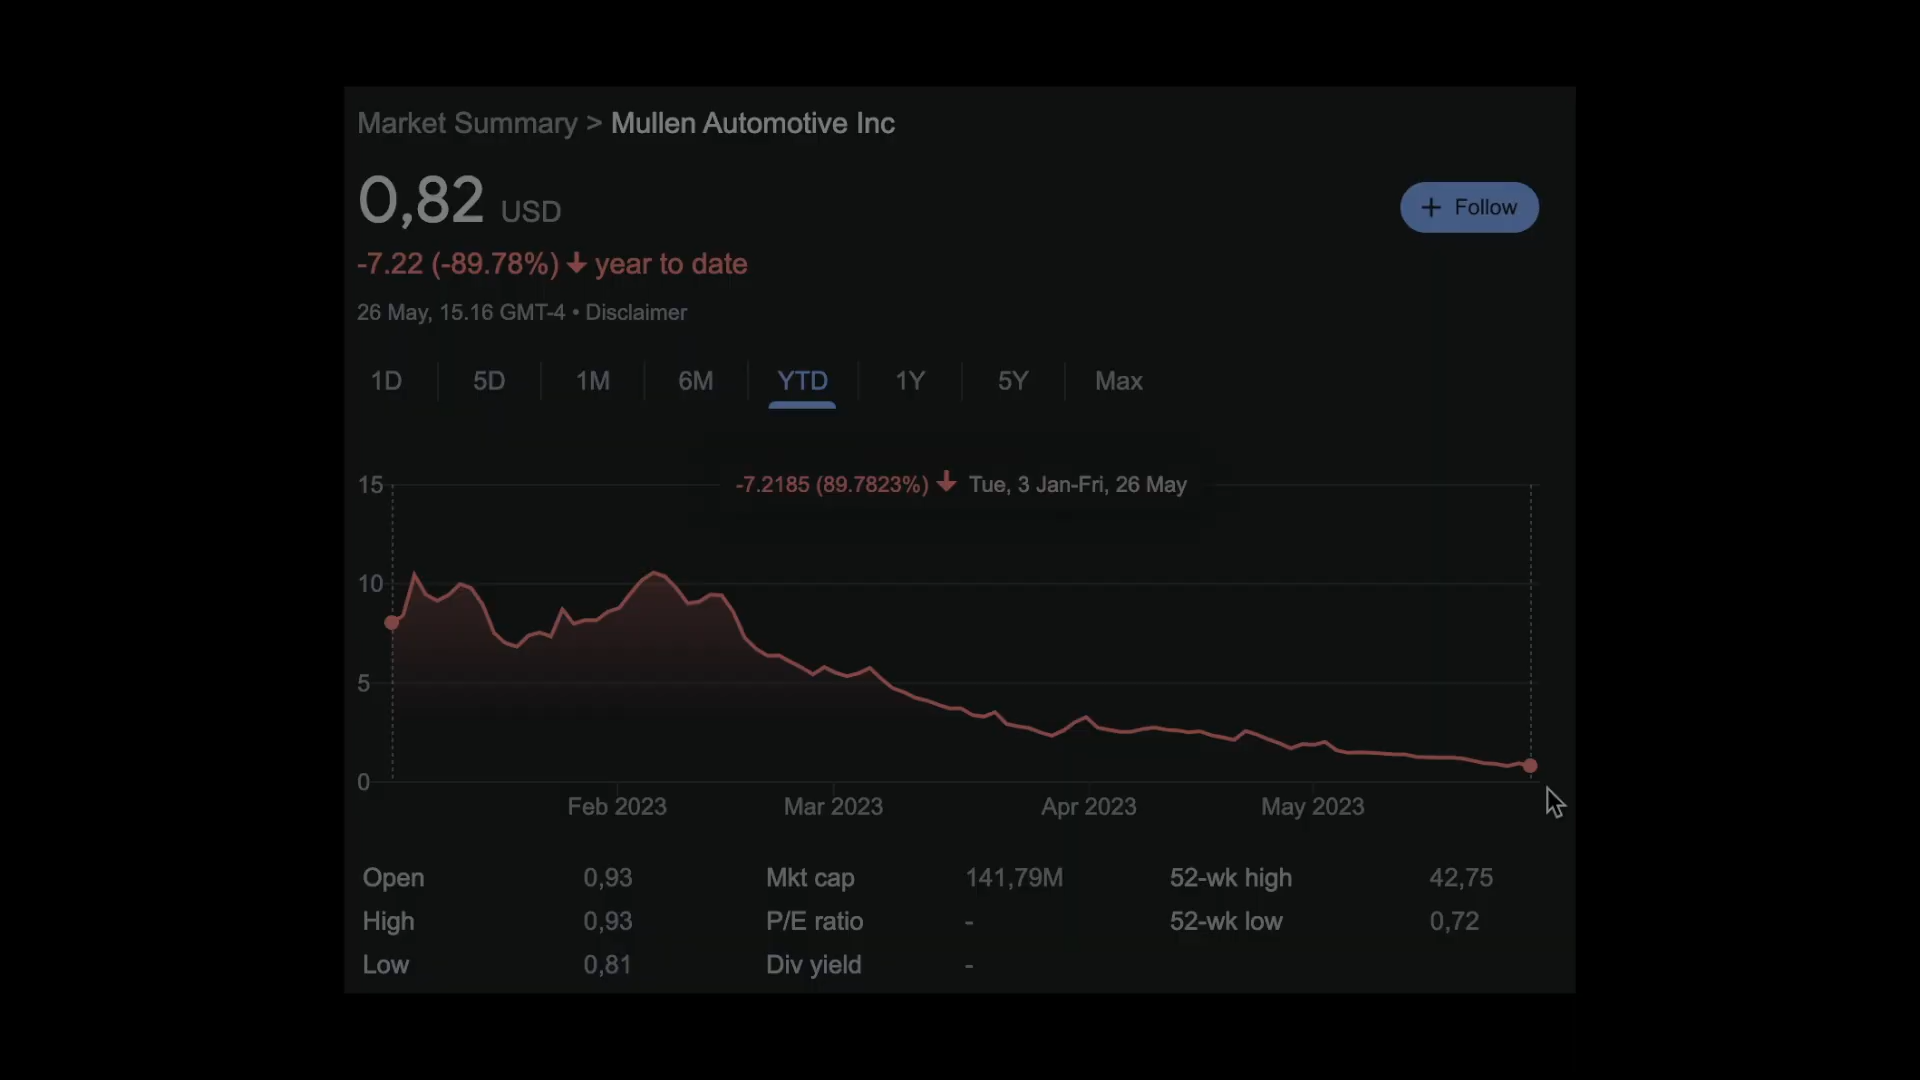 Market Summary > Mullen Automotive Inc
0,82 USD
+ Follow
-7.22 (-89.78%) ↓ year to date
26 May, 15.16 GMT-4 • Disclaimer
1D 5D 1M 6M YTD 1Y 5Y Max
-7.2185 (89.7823%) ↓ Tue, 3 Jan-Fri, 26 May
15
10
5
0
Feb 2023 Mar 2023 Apr 2023 May 2023
Open 0,93 Mkt cap 141,79M 52-wk high 42,75
High 0,93 P/E ratio - 52-wk low 0,72
Low 0,81 Div yield -